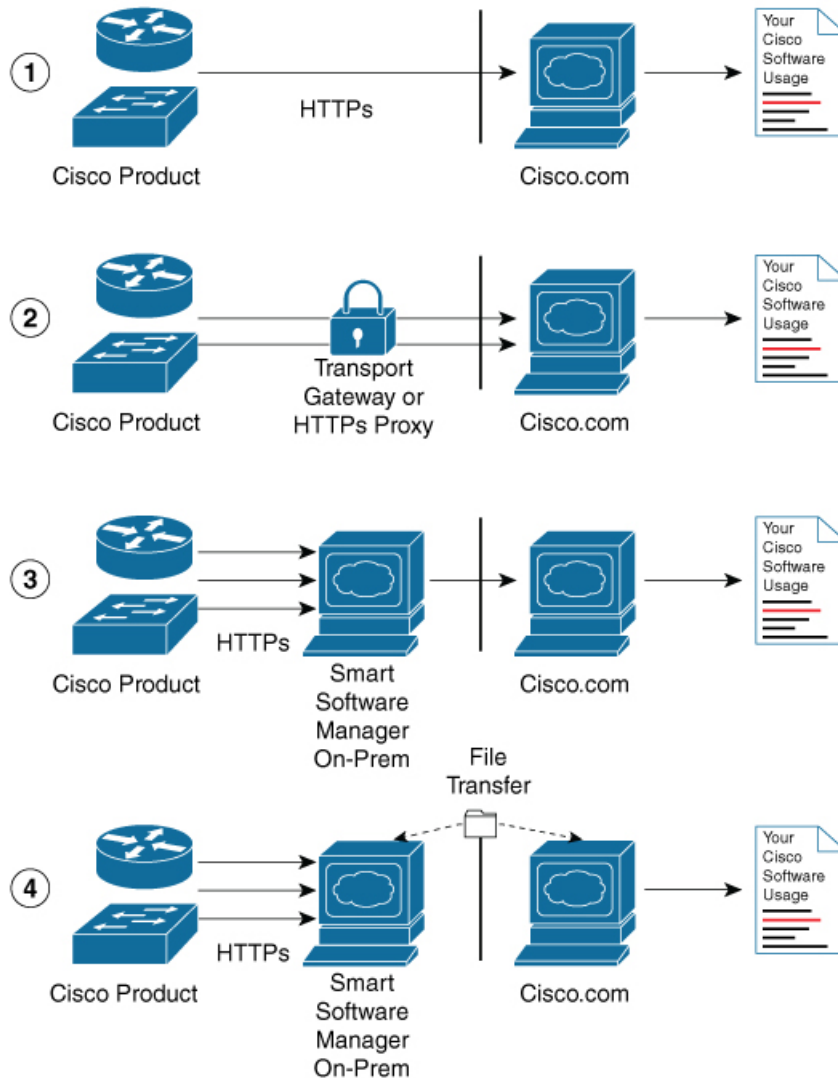 1
HTTPs
Cisco Product
Cisco.com
Your
Cisco
Software
Usage
2
Transport
Gateway or
HTTPs Proxy
Cisco Product
Cisco.com
Your
Cisco
Software
Usage
3
HTTPs
Cisco Product
Smart
Software
Manager
On-Prem
Cisco.com
Your
Cisco
Software
Usage
File
Transfer
4
HTTPs
Cisco Product
Smart
Software
Manager
On-Prem
Cisco.com
Your
Cisco
Software
Usage